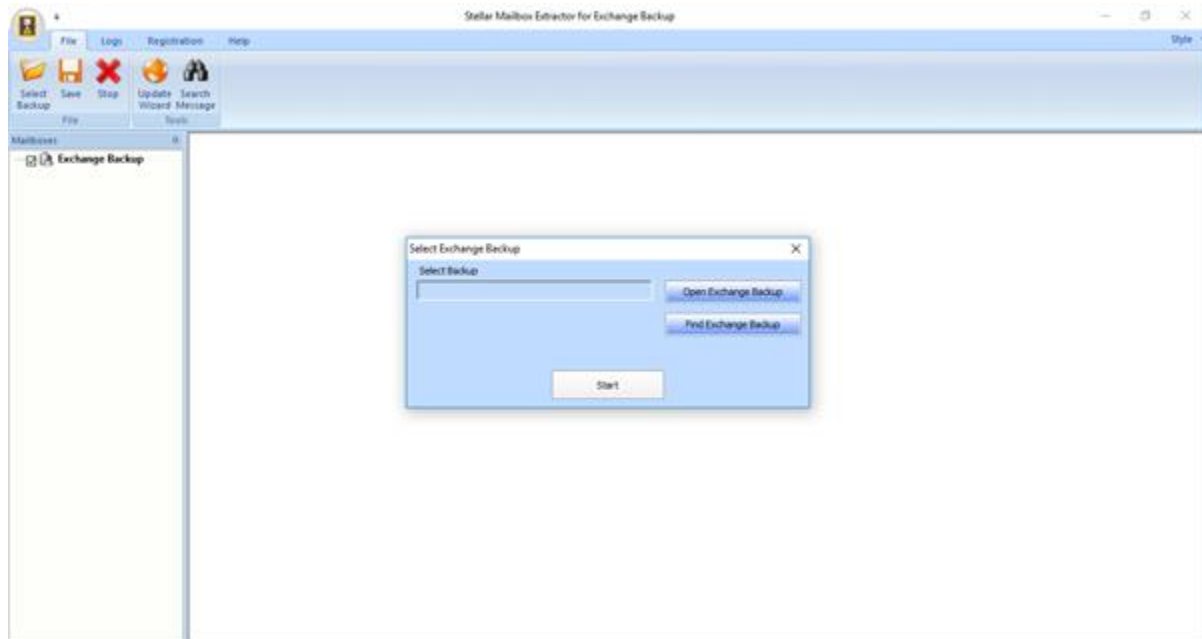 Stellar Mailbox Extractor for Exchange Backup
File Logs Registration Help Style
Select Backup Save Stop Update Wizard Search Message
File Tools
Mailboxes
Exchange Backup
Select Exchange Backup
Select Backup
Open Exchange Backup
Find Exchange Backup
Start